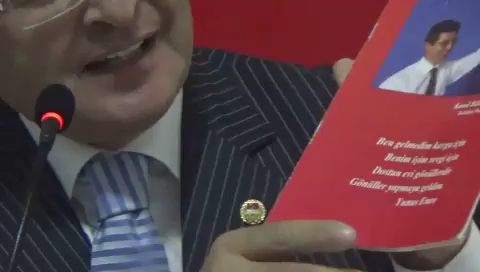 Ben gelmedim kavga için
Benim işim sevgi için
Dostun evi gönüllerdir
Gönüller yapmaya geldim
Yunus Emre